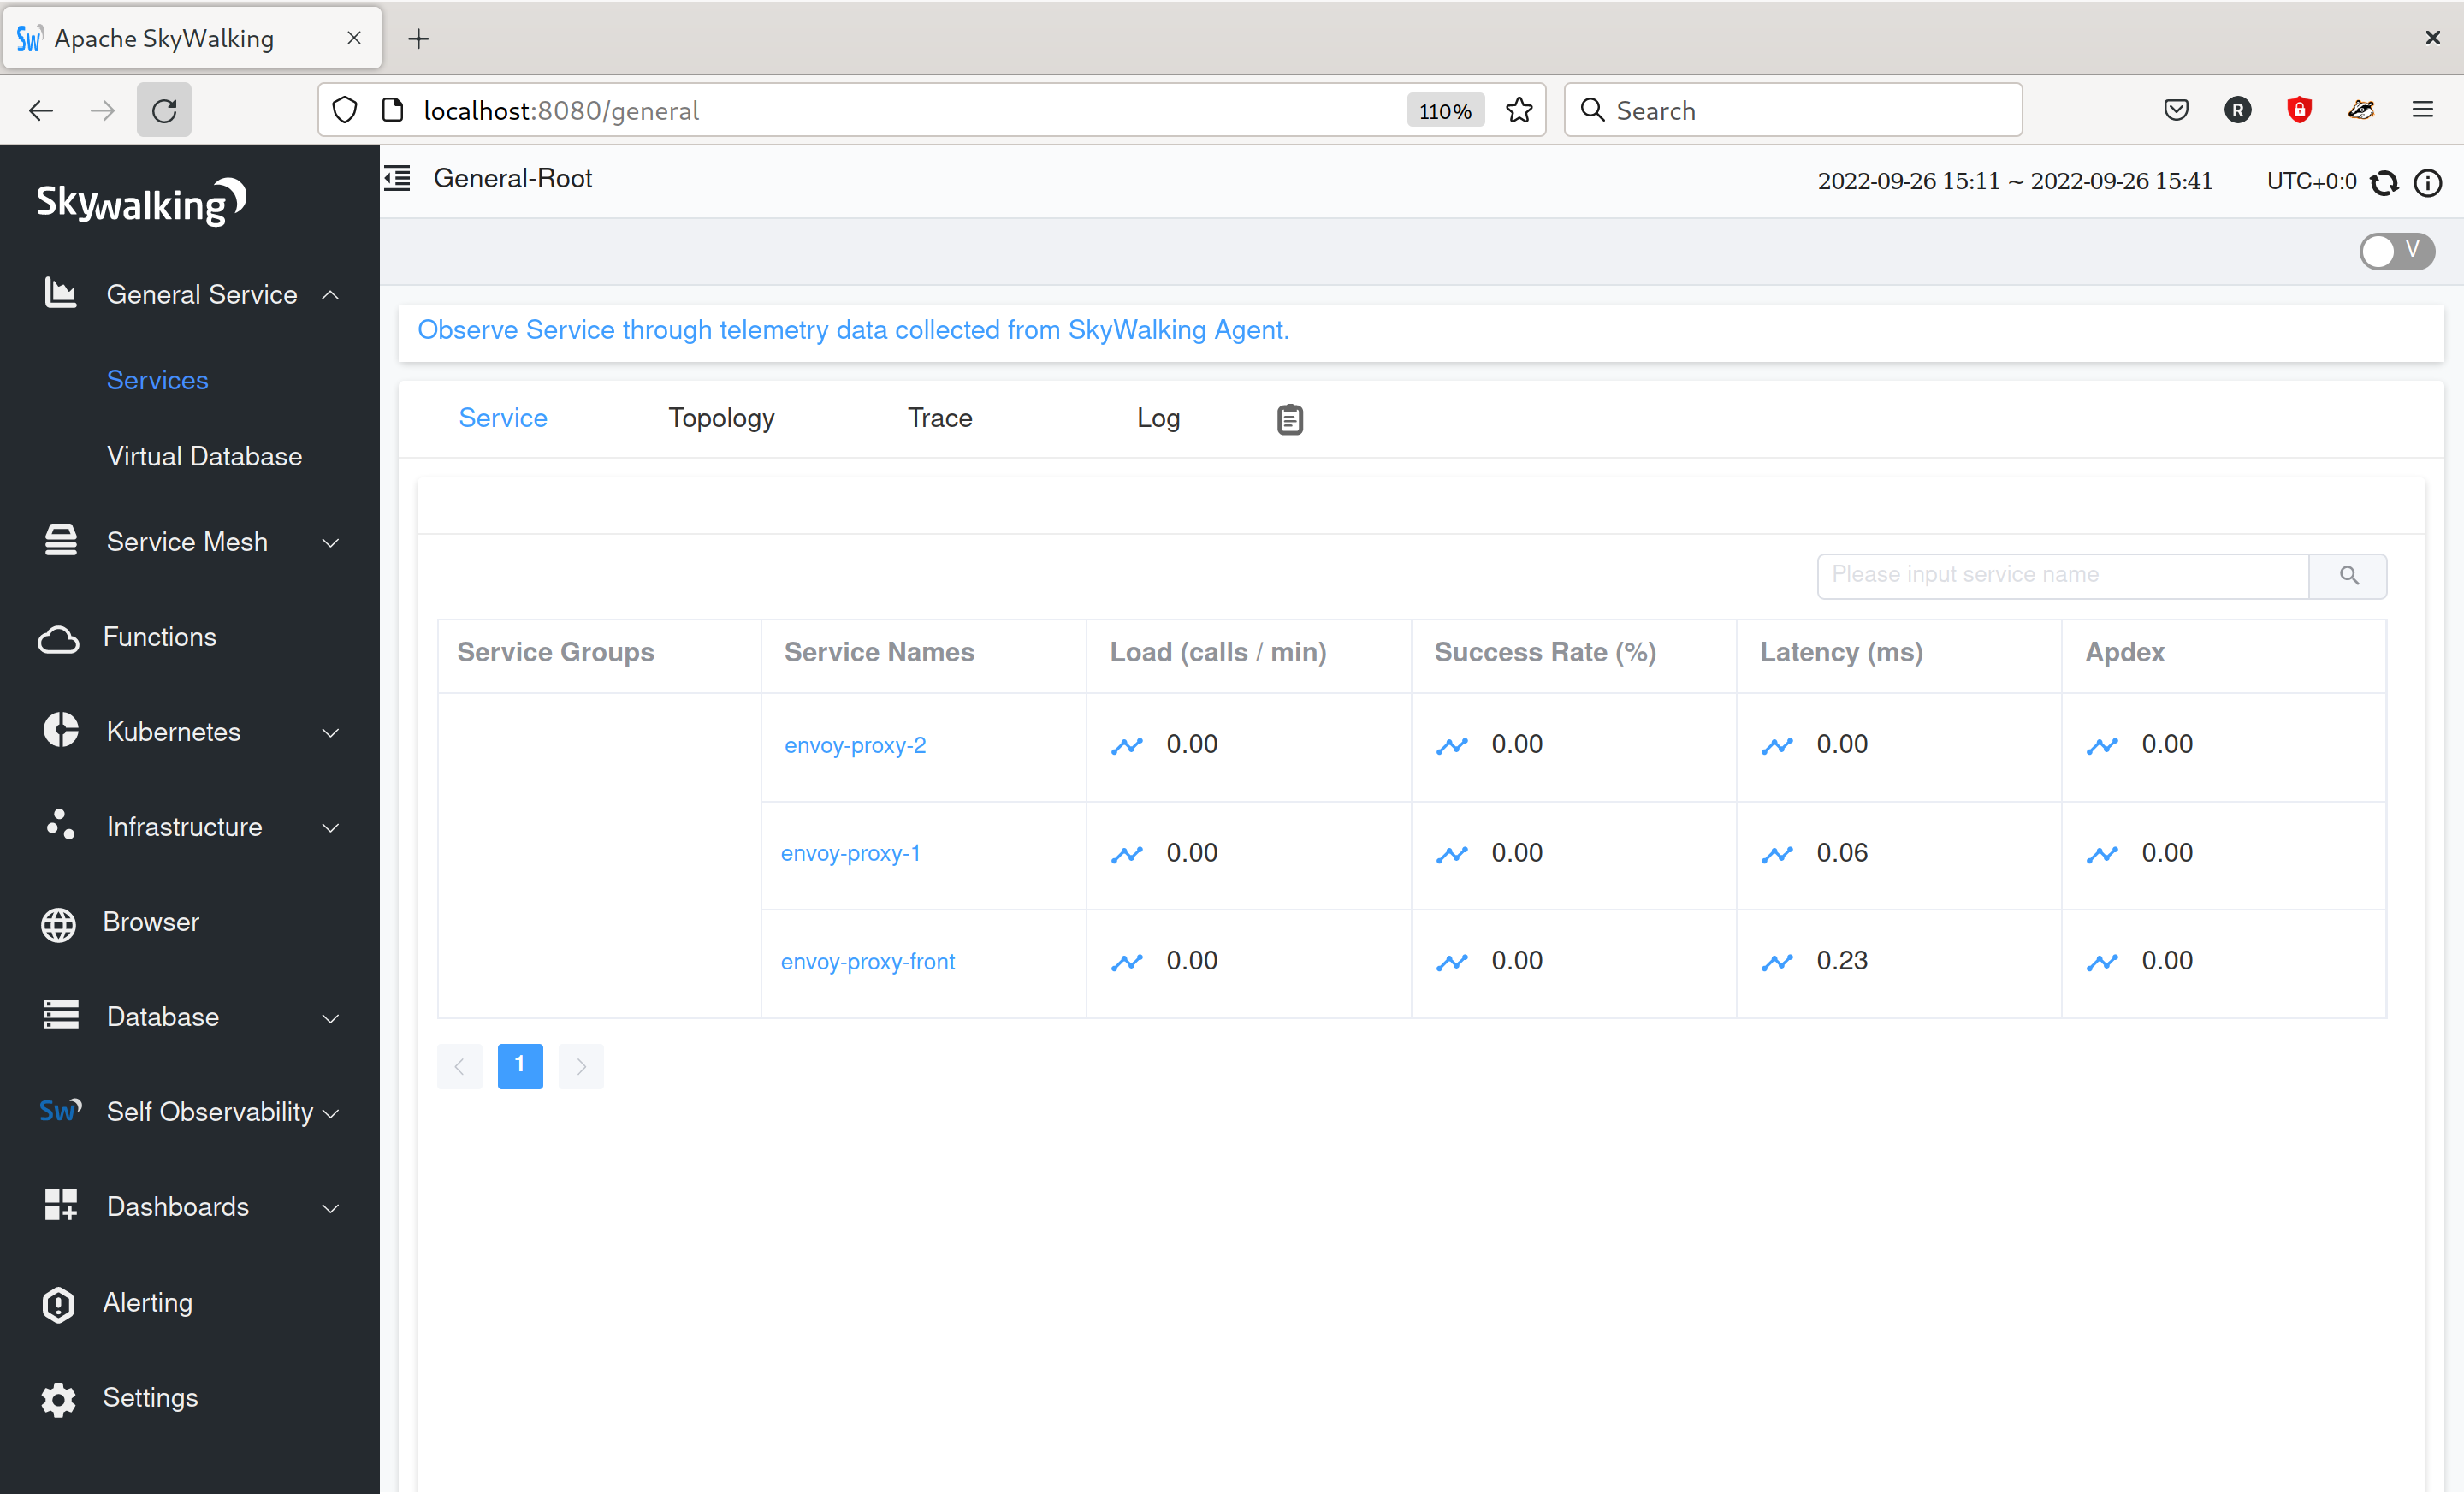 Apache SkyWalking
localhost:8080/general
110%
Search
Skywalking
General-Root
2022-09-26 15:11 ~ 2022-09-26 15:41
UTC+0:0
V
General Service
Services
Virtual Database
Service Mesh
Functions
Kubernetes
Infrastructure
Browser
Database
Sw Self Observability
Dashboards
Alerting
Settings
Observe Service through telemetry data collected from SkyWalking Agent.
Service Topology Trace Log
Please input service name
Service Groups Service Names Load (calls / min) Success Rate (%) Latency (ms) Apdex
envoy-proxy-2 0.00 0.00 0.00 0.00
envoy-proxy-1 0.00 0.00 0.06 0.00
envoy-proxy-front 0.00 0.00 0.23 0.00
1